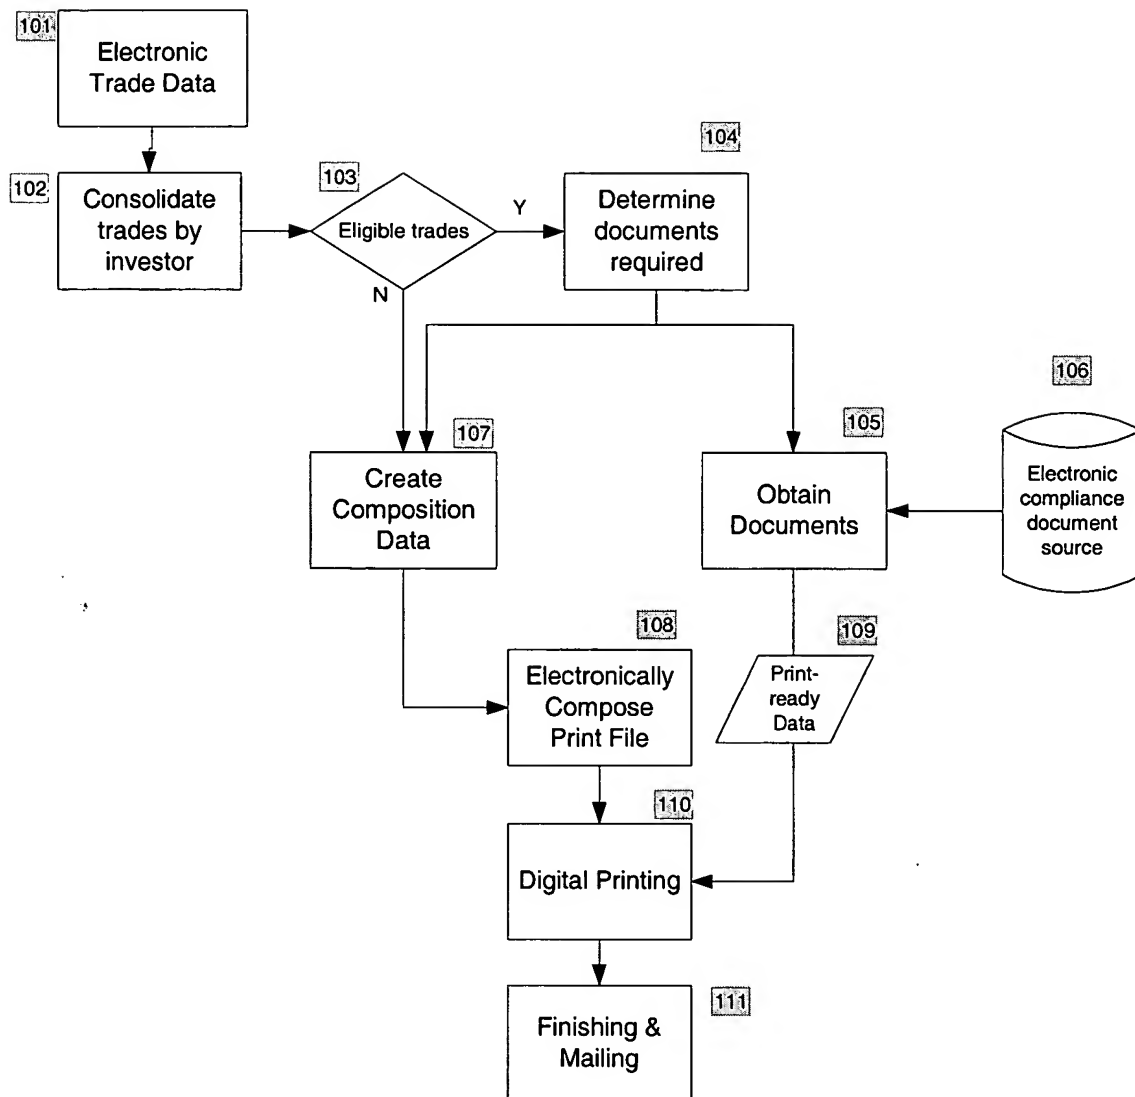 101
Electronic
Trade Data
102
Consolidate
trades by
investor
103
Eligible trades
Y
N
104
Determine
documents
required
107
Create
Composition
Data
105
Obtain
Documents
106
Electronic
compliance
document
source
108
Electronically
Compose
Print File
109
Print-
ready
Data
110
Digital Printing
111
Finishing &
Mailing